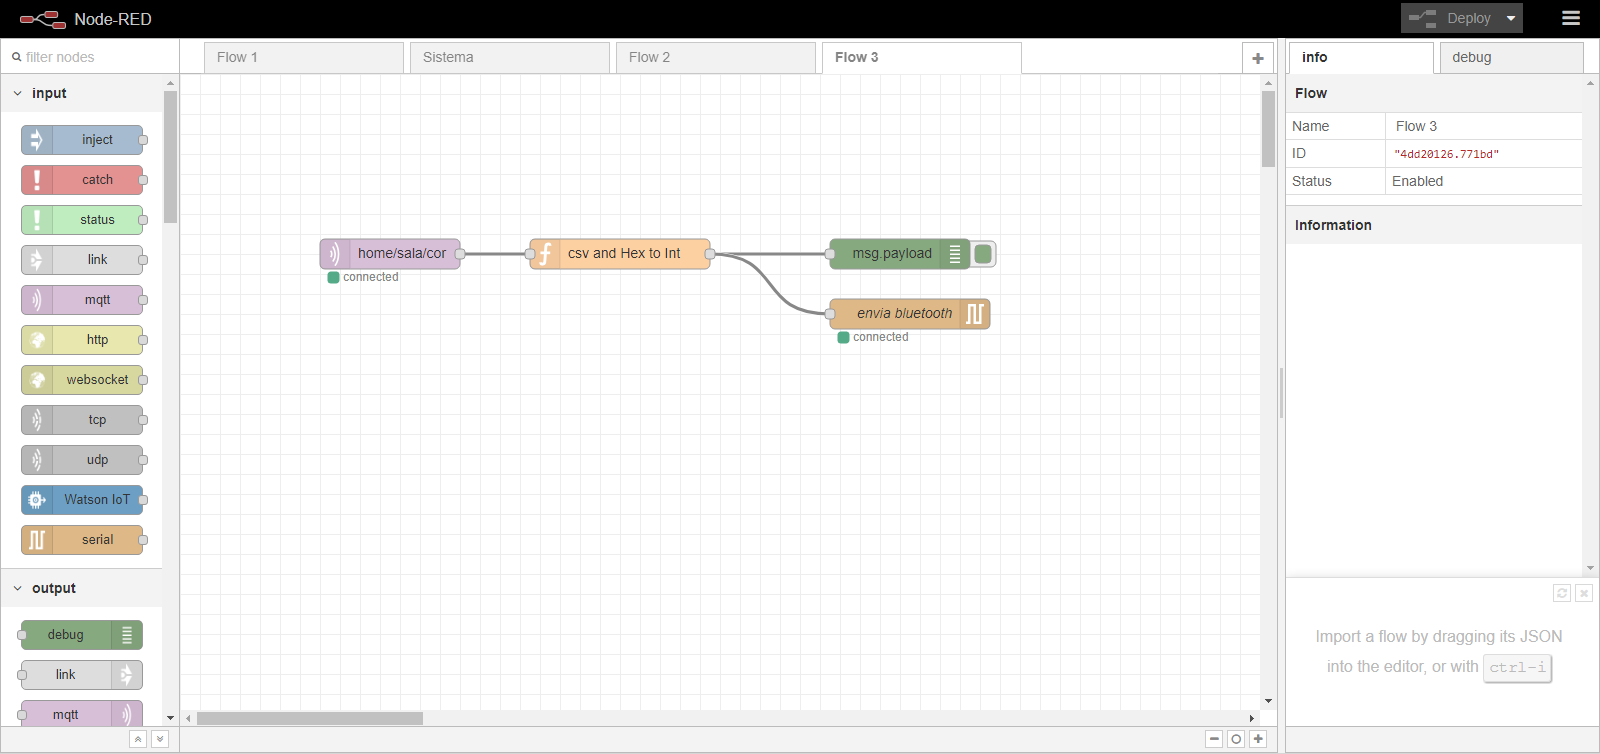 Node-RED
Deploy
filter nodes
Flow 1
Sistema
Flow 2
Flow 3
info
debug
input
inject
catch
status
link
mqtt
http
websocket
tcp
udp
Watson IoT
serial
output
debug
link
mqtt
home/sala/cor
connected
csv and Hex to Int
msg.payload
envia bluetooth
connected
Flow
Name Flow 3
ID "4dd20126.771bd"
Status Enabled
Information
Import a flow by dragging its JSON
into the editor, or with ctrl-i